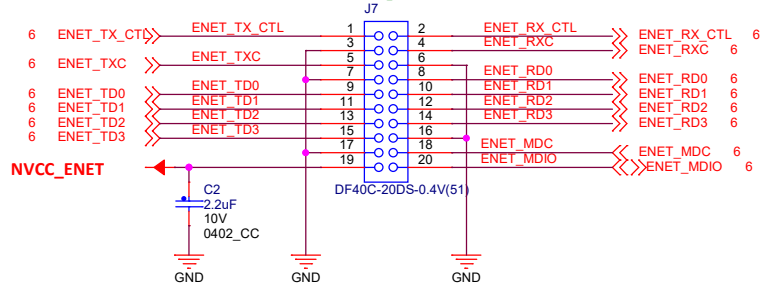 J7
6 ENET_TX_CTL ENET_TX_CTL 1 2 ENET_RX_CTL ENET_RX_CTL 6
3 4 ENET_RXC ENET_RXC 6
6 ENET_TXC ENET_TXC 5 6
7 8 ENET_RD0 ENET_RD0 6
6 ENET_TD0 ENET_TD0 9 10 ENET_RD1 ENET_RD1 6
6 ENET_TD1 ENET_TD1 11 12 ENET_RD2 ENET_RD2 6
6 ENET_TD2 ENET_TD2 13 14 ENET_RD3 ENET_RD3 6
6 ENET_TD3 ENET_TD3 15 16
17 18 ENET_MDC ENET_MDC 6
NVCC_ENET 19 20 ENET_MDIO ENET_MDIO 6
DF40C-20DS-0.4V(51)
C2
2.2uF
10V
0402_CC
GND GND GND